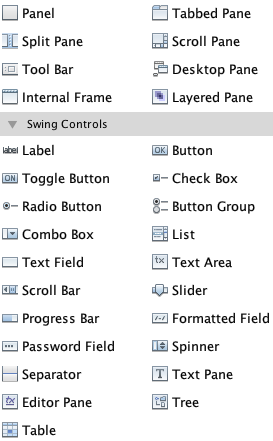 Panel Tabbed Pane
Split Pane Scroll Pane
Tool Bar Desktop Pane
Internal Frame Layered Pane
Swing Controls
label Label OK Button
ON Toggle Button Check Box
Radio Button Button Group
Combo Box List
Text Field tx Text Area
Scroll Bar Slider
Progress Bar Formatted Field
Password Field Spinner
Separator T Text Pane
tx Editor Pane Tree
Table